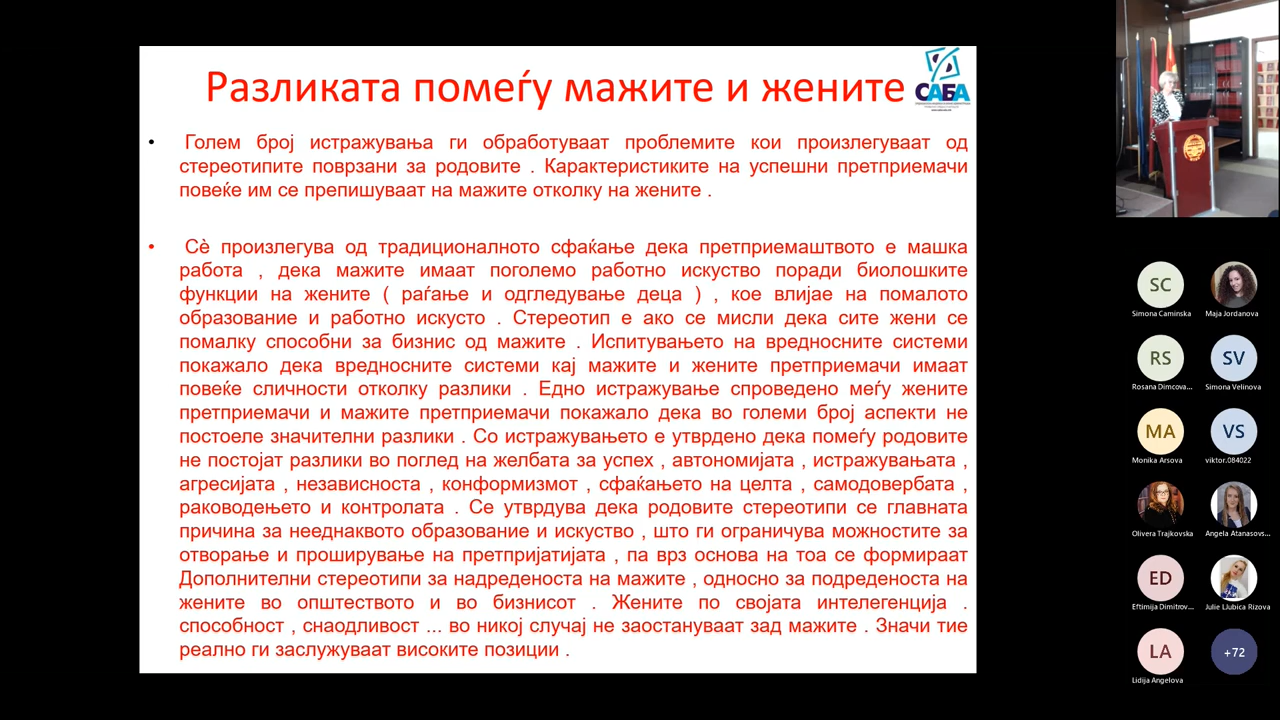 Разликата помеѓу мажите и жените
САБА
• Голем број истражувања ги обработуваат проблемите кои произлегуваат од
стереотипите поврзани за родовите . Карактеристиките на успешни претприемачи
повеќе им се препишуваат на мажите отколку на жените .
• Сѐ произлегува од традиционалното сфаќање дека претприемаштвото е машка
работа , дека мажите имаат поголемо работно искуство поради биолошките
функции на жените ( раѓање и одгледување деца ) , кое влијае на помалото
образование и работно искусто . Стереотип е ако се мисли дека сите жени се
помалку способни за бизнис од мажите . Испитувањето на вредносните системи
покажало дека вредносните системи кај мажите и жените претприемачи имаат
повеќе сличности отколку разлики . Едно истражување спроведено меѓу жените
претприемачи и мажите претприемачи покажало дека во големи број аспекти не
постоеле значителни разлики . Со истражувањето е утврдено дека помеѓу родовите
не постојат разлики во поглед на желбата за успех , автономијата , истражувањата ,
агресијата , независноста , конформизмот , сфаќањето на целта , самодовербата ,
раководењето и контролата . Се утврдува дека родовите стереотипи се главната
причина за нееднаквото образование и искуство , што ги ограничува можностите за
отворање и проширување на претпријатијата , па врз основа на тоа се формираат
Дополнителни стереотипи за надреденоста на мажите , односно за подреденоста на
жените во општеството и во бизнисот . Жените по својата интелегенција .
способност , снаодливост ... во никој случај не заостануваат зад мажите . Значи тие
реално ги заслужуваат високите позиции .
SC
Simona Caminska
Maja Jordanova
RS
SV
Rosana Dimcova...
Simona Velinova
MA
VS
Monika Arsova
viktor.084022
Olivera Trajkovska
Angela Atanasovs...
ED
Eftimija Dimitrov...
Julie LJubica Rizova
LA
+72
Lidija Angelova